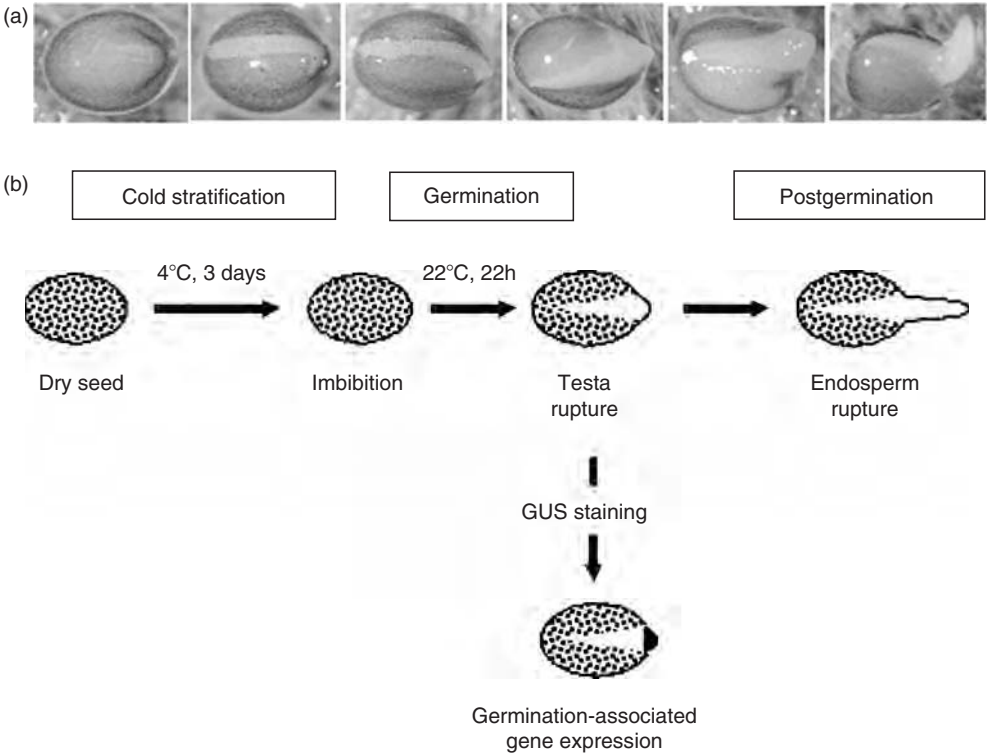 (a)
(b)
Cold stratification
Germination
Postgermination
4°C, 3 days
22°C, 22h
Dry seed
Imbibition
Testa
rupture
Endosperm
rupture
GUS staining
Germination-associated
gene expression